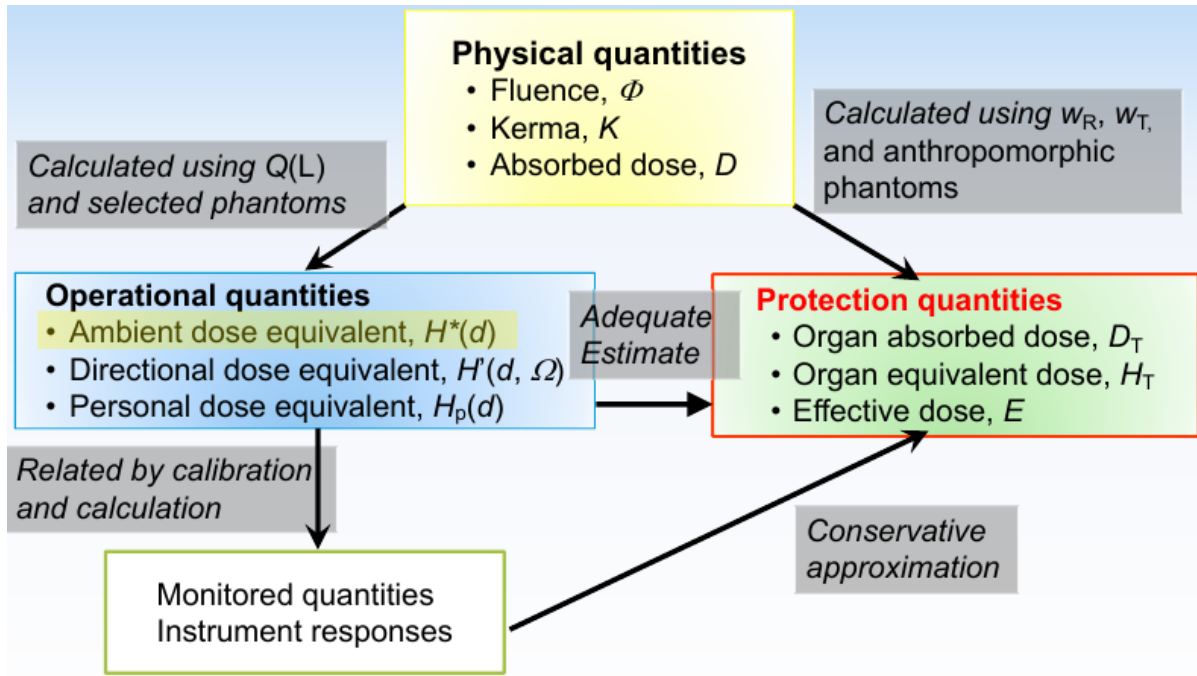 Physical quantities
• Fluence, Φ
• Kerma, K
• Absorbed dose, D
Calculated using Q(L)
and selected phantoms
Calculated using wR, wT,
and anthropomorphic
phantoms
Operational quantities
• Ambient dose equivalent, H*(d)
• Directional dose equivalent, H'(d, Ω)
• Personal dose equivalent, Hp(d)
Adequate
Estimate
Protection quantities
• Organ absorbed dose, DT
• Organ equivalent dose, HT
• Effective dose, E
Related by calibration
and calculation
Monitored quantities
Instrument responses
Conservative
approximation